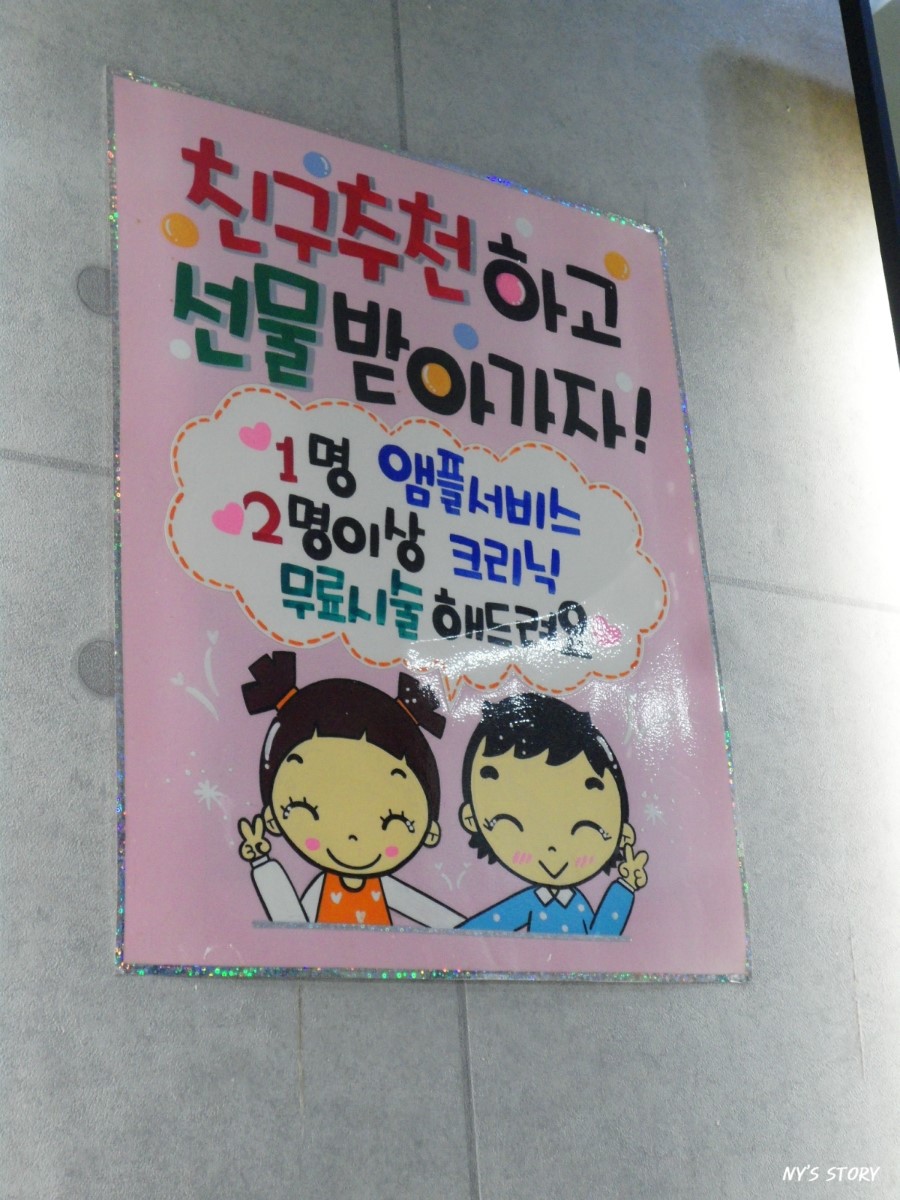 친구추천 하고
선물 받아가자!
1명 앰플서비스
2명이상 크리닉
무료시술 해드려요
NY'S STORY